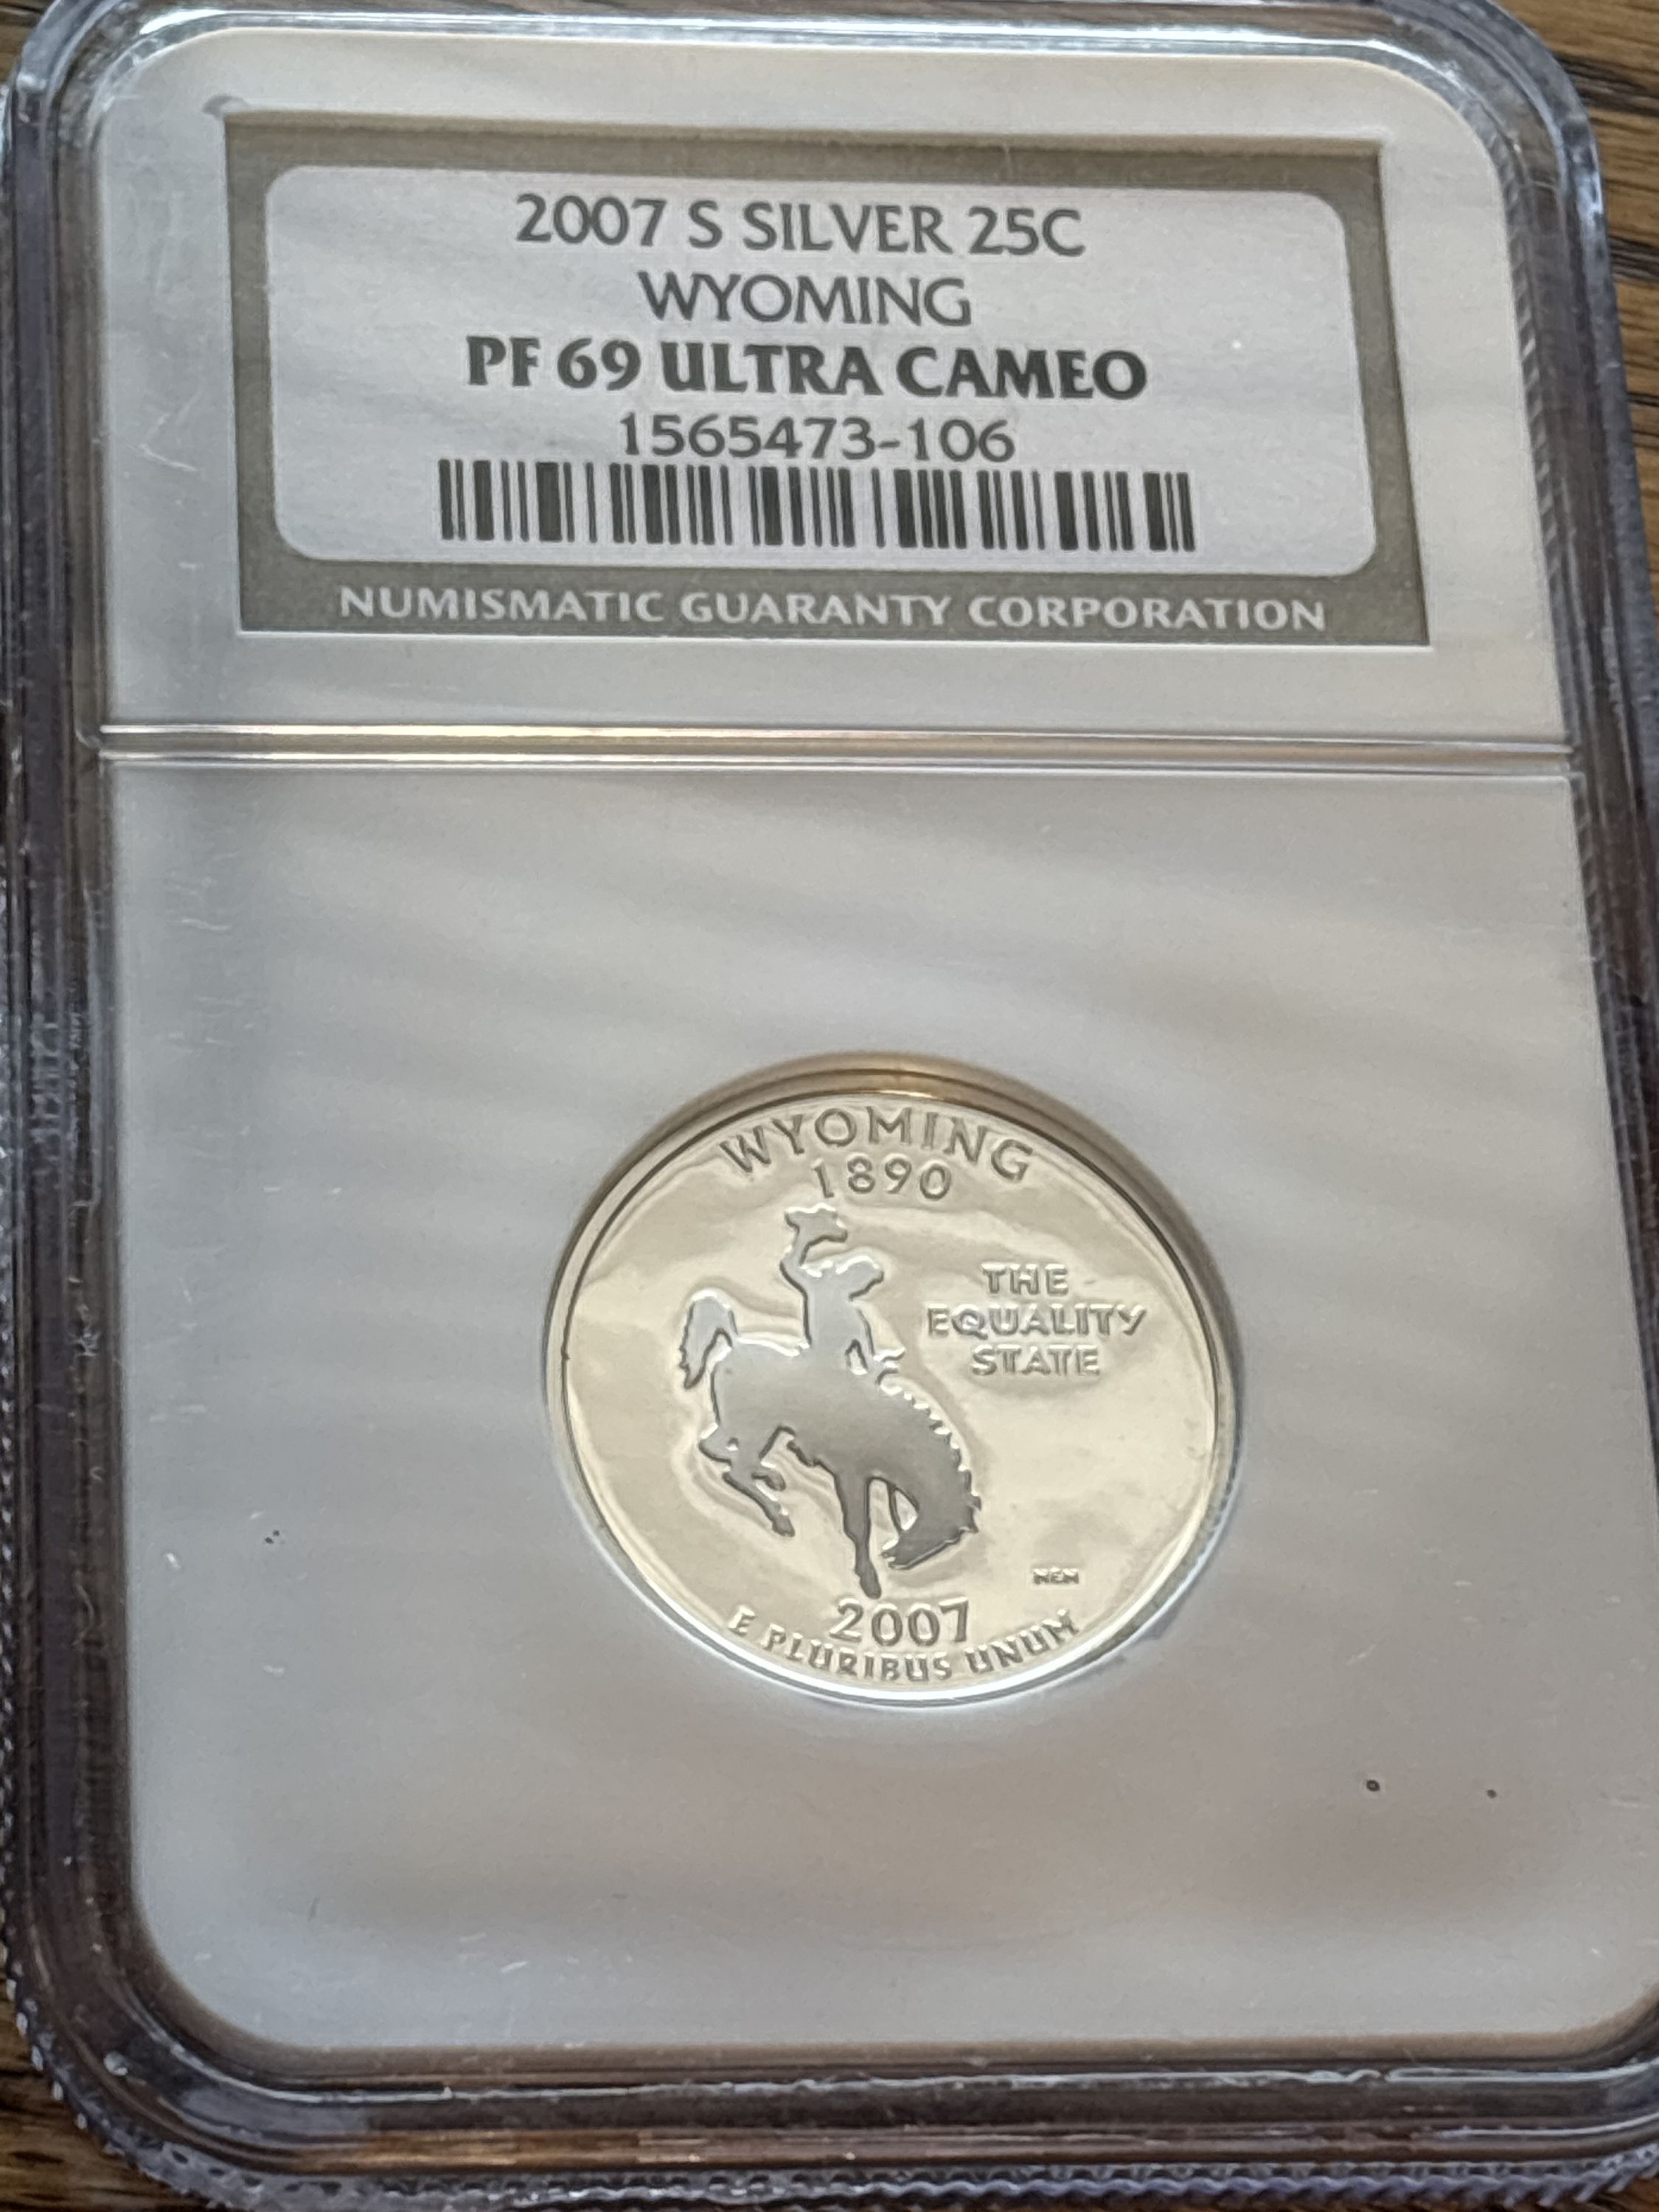 2007 S SILVER 25C
WYOMING
PF 69 ULTRA CAMEO
1565473-106
NUMISMATIC GUARANTY CORPORATION
WYOMING
1890
THE
EQUALITY
STATE
NEN
2007
E PLURIBUS UNUM